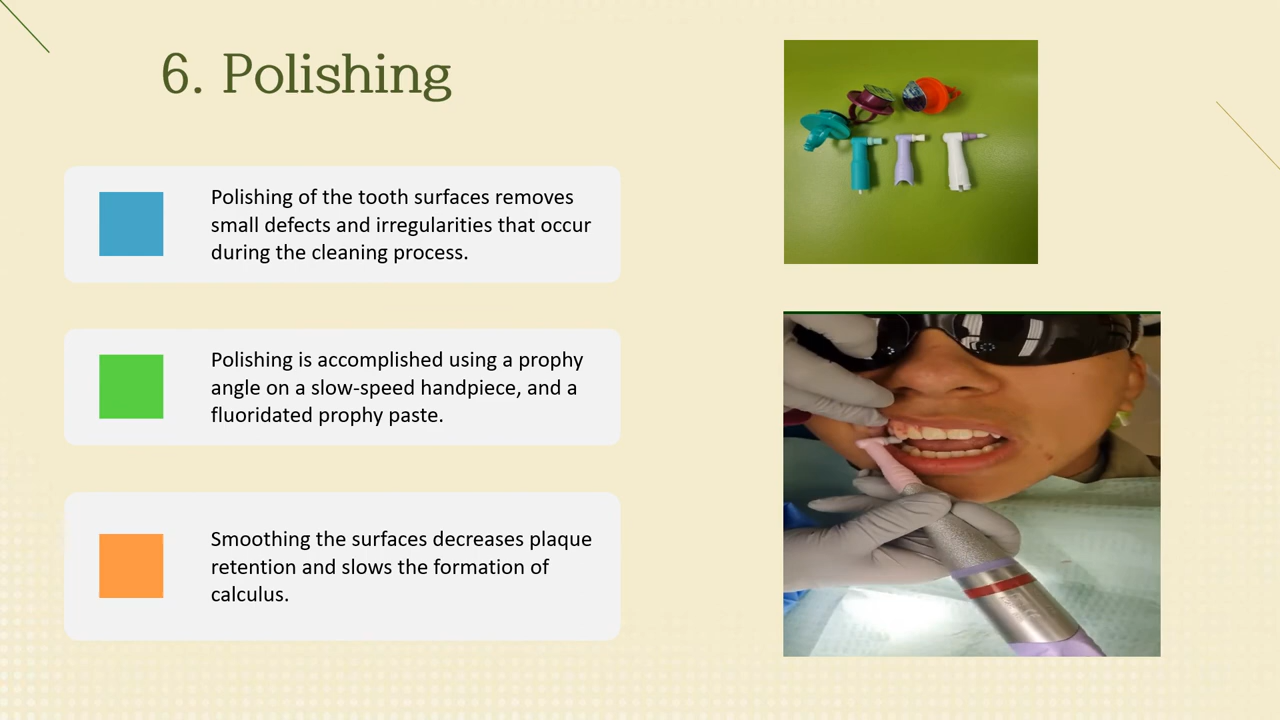 6. Polishing
Polishing of the tooth surfaces removes
small defects and irregularities that occur
during the cleaning process.
Polishing is accomplished using a prophy
angle on a slow-speed handpiece, and a
fluoridated prophy paste.
Smoothing the surfaces decreases plaque
retention and slows the formation of
calculus.